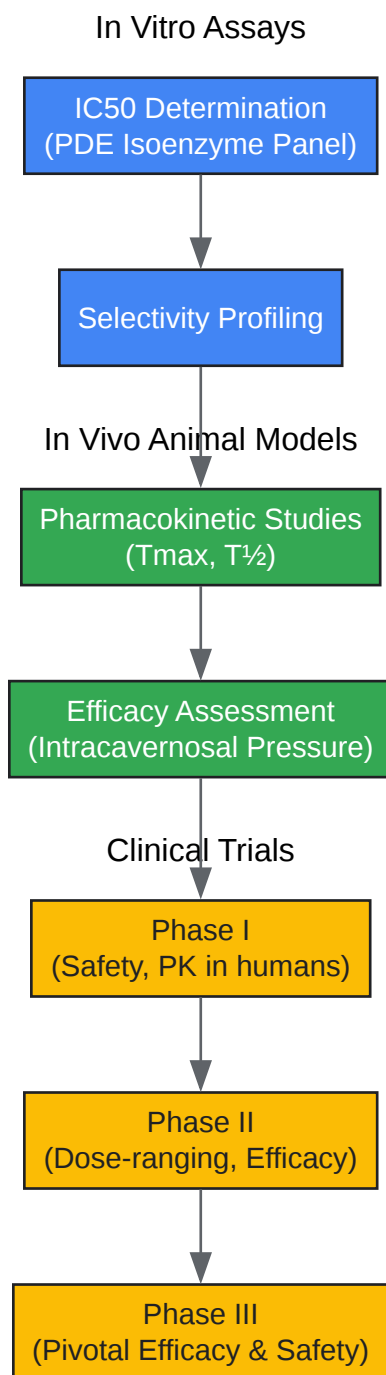 In Vitro Assays
IC50 Determination
(PDE Isoenzyme Panel)
Selectivity Profiling
In Vivo Animal Models
Pharmacokinetic Studies
(Tmax, T½)
Efficacy Assessment
(Intracavernosal Pressure)
Clinical Trials
Phase I
(Safety, PK in humans)
Phase II
(Dose-ranging, Efficacy)
Phase III
(Pivotal Efficacy & Safety)